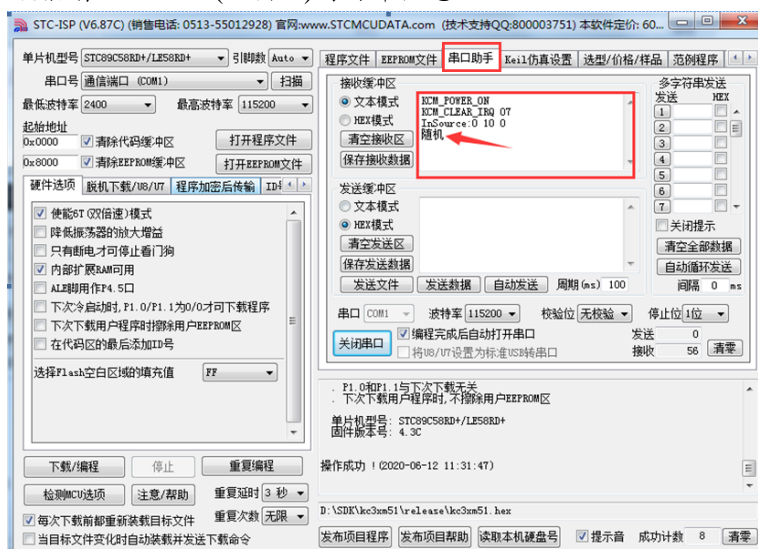 STC-ISP (V6.87C) (销售电话: 0513-55012928) 官网:www.STCMCUDATA.com (技术支持QQ:800003751) 本软件定价: 60...
单片机型号 STC89C58RD+/LE58RD+ 引脚数 Auto
串口号 通信端口 (COM1) 扫描
最低波特率 2400 最高波特率 115200
起始地址
0x0000 清除代码缓冲区 打开程序文件
0x8000 清除EEPROM缓冲区 打开EEPROM文件
硬件选项 脱机下载/U8/U7 程序加密后传输
使能6T(双倍速)模式
降低振荡器的放大增益
只有断电才可停止看门狗
内部扩展RAM可用
ALE脚用作P4.5口
下次冷启动时,P1.0/P1.1为0/0才可下载程序
下次下载用户程序时擦除用户EEPROM区
在代码区的最后添加ID号
选择Flash空白区域的填充值 FF
下载/编程 停止 重复编程
检测MCU选项 注意/帮助 重复延时 3 秒
每次下载前都重新装载目标文件 重复次数 无限
当目标文件变化时自动装载并发送下载命令
程序文件 EEPROM文件 串口助手 Keil仿真设置 选型/价格/样品 范例程序
接收缓冲区
文本模式
HEX模式
清空接收区
保存接收数据
KCM_POWER_ON
KCM_CLEAR_IRQ 07
InSource:0 10 0
随机
多字符串发送
发送 HEX
1
2
3
4
5
6
7
关闭提示
清空全部数据
自动循环发送
间隔 0 ms
发送缓冲区
文本模式
HEX模式
清空发送区
保存发送数据
发送文件 发送数据 自动发送 周期(ms) 100
串口 COM1 波特率 115200 校验位 无校验 停止位 1位
关闭串口 编程完成后自动打开串口
将U8/U7设置为标准USB转串口
发送 0
接收 56 清零
. P1.0和P1.1与下次下载无关
. 下次下载用户程序时,不擦除用户EEPROM区
单片机型号: STC89C58RD+/LE58RD+
固件版本号: 4.3C
操作成功 !(2020-06-12 11:31:47)
D:\SDK\kc3xm51\release\kc3xm51.hex
发布项目程序 发布项目帮助 读取本机硬盘号 提示音 成功计数 8 清零